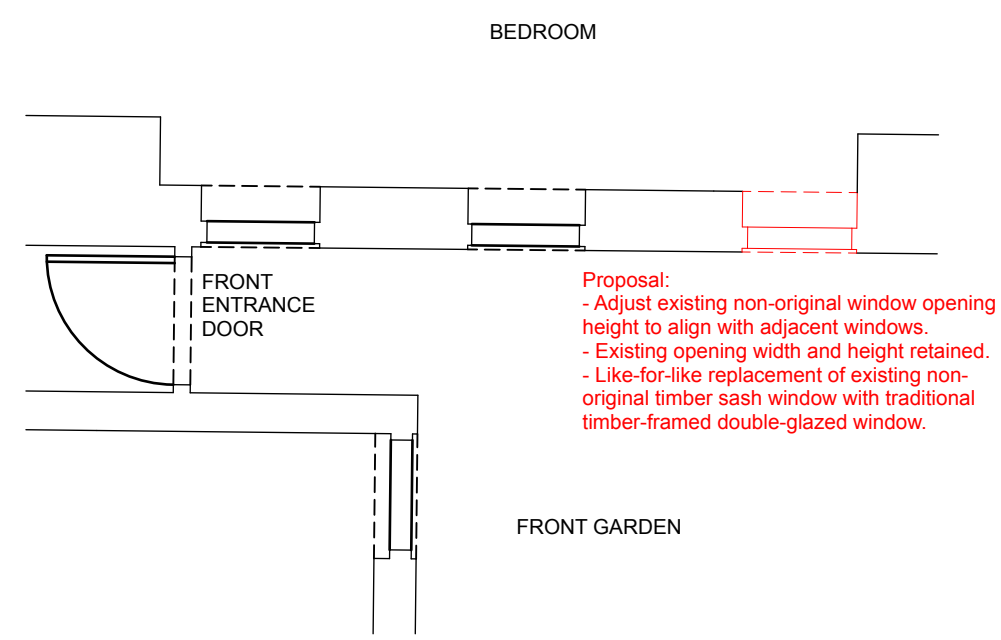 BEDROOM
FRONT
ENTRANCE
DOOR
Proposal:
- Adjust existing non-original window opening
height to align with adjacent windows.
- Existing opening width and height retained.
- Like-for-like replacement of existing non-
original timber sash window with traditional
timber-framed double-glazed window.
FRONT GARDEN